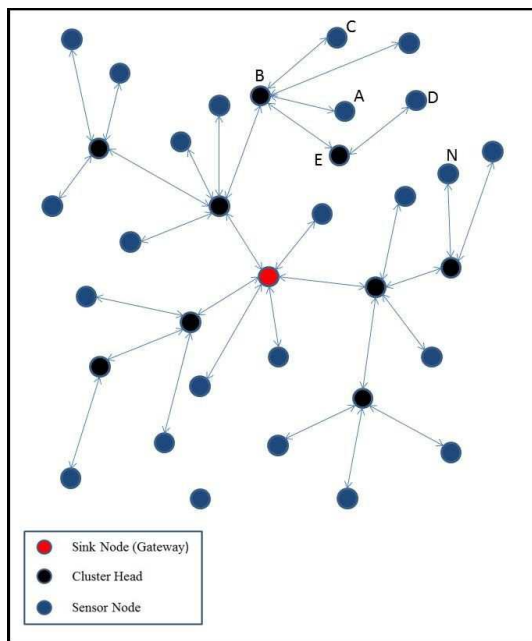 C
B
A
D
E
N
Sink Node (Gateway)
Cluster Head
Sensor Node